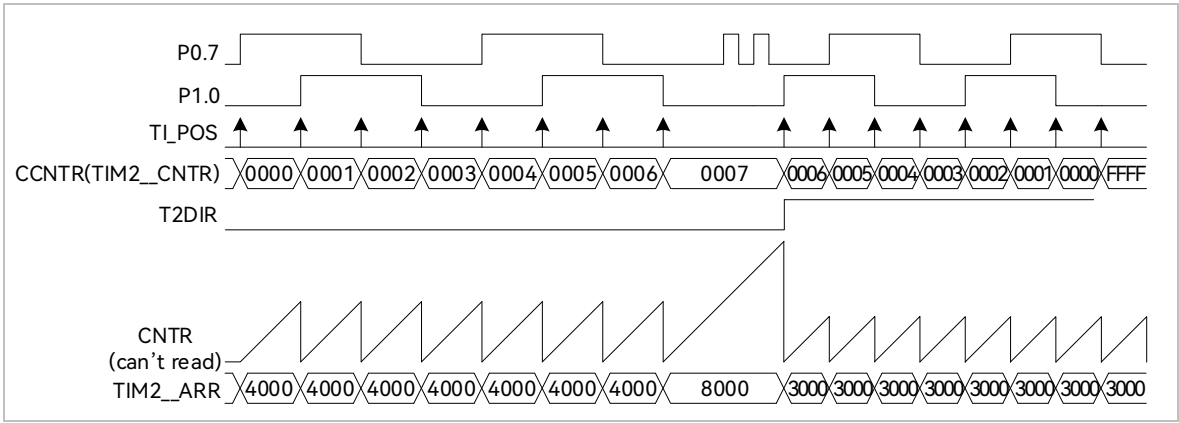 P0.7
P1.0
TI_POS
CCNTR(TIM2__CNTR) 0000 0001 0002 0003 0004 0005 0006 0007 0006 0005 0004 0003 0002 0001 0000 FFFF
T2DIR
CNTR
(can't read)
TIM2__ARR 4000 4000 4000 4000 4000 4000 4000 8000 3000 3000 3000 3000 3000 3000 3000 3000